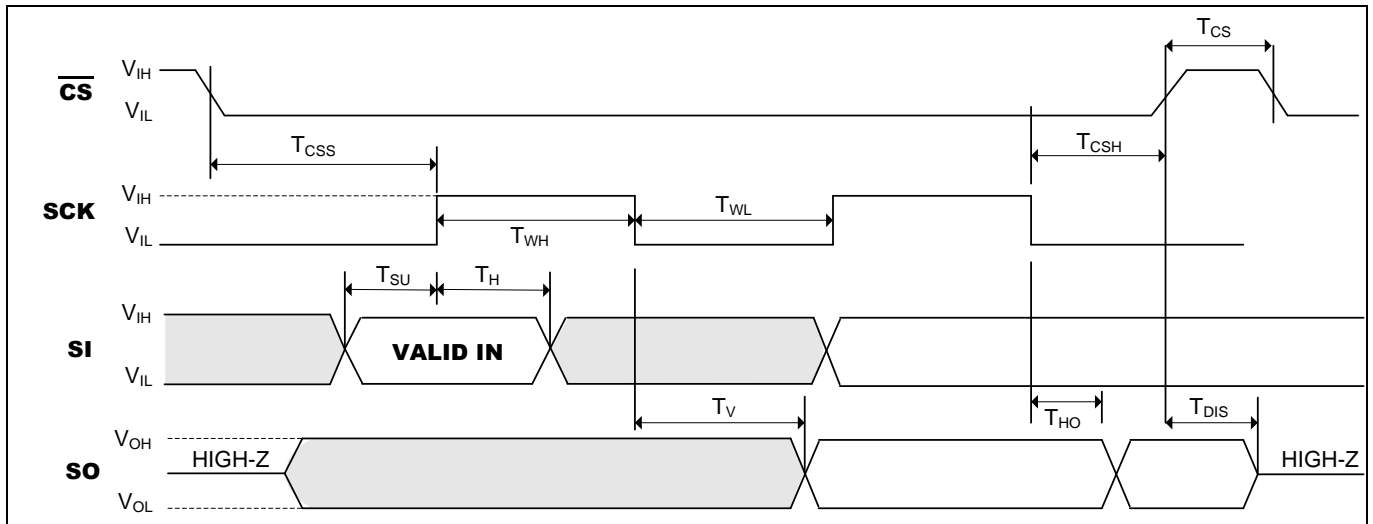 T_CS
CS
V_IH
V_IL
T_CSS
T_CSH
SCK
V_IH
V_IL
T_WH
T_WL
T_SU
T_H
SI
V_IH
V_IL
VALID IN
T_V
T_HO
T_DIS
SO
V_OH
V_OL
HIGH-Z
HIGH-Z